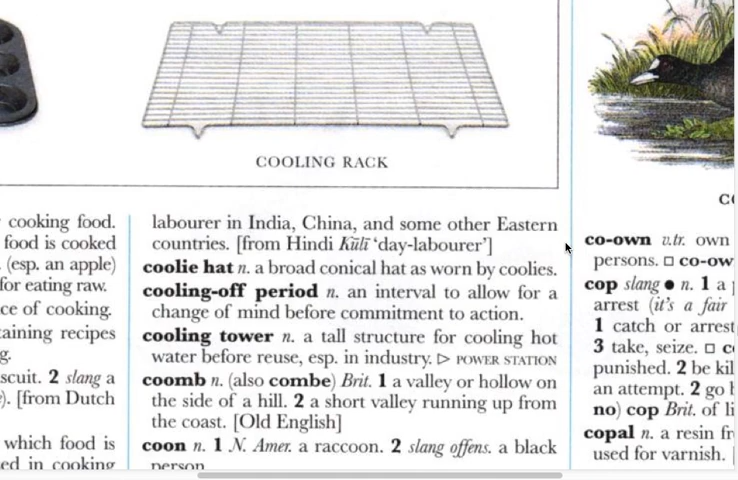 COOLING RACK
cooking food.
food is cooked
(esp. an apple)
for eating raw.
ce of cooking.
taining recipes
g.
scuit. 2 slang a
). [from Dutch
which food is
ed in cooking
labourer in India, China, and some other Eastern
countries. [from Hindi Kūlī ‘day-labourer’]
coolie hat n. a broad conical hat as worn by coolies.
cooling-off period n. an interval to allow for a
change of mind before commitment to action.
cooling tower n. a tall structure for cooling hot
water before reuse, esp. in industry. ▷ POWER STATION
coomb n. (also combe) Brit. 1 a valley or hollow on
the side of a hill. 2 a short valley running up from
the coast. [Old English]
coon n. 1 N. Amer. a raccoon. 2 slang offens. a black
person
co-own v.tr. own
persons. □ co-ow
cop slang ● n. 1 a
arrest (it's a fair
1 catch or arrest
3 take, seize. □ c
punished. 2 be kil
an attempt. 2 go
no) cop Brit. of li
copal n. a resin fr
used for varnish. [